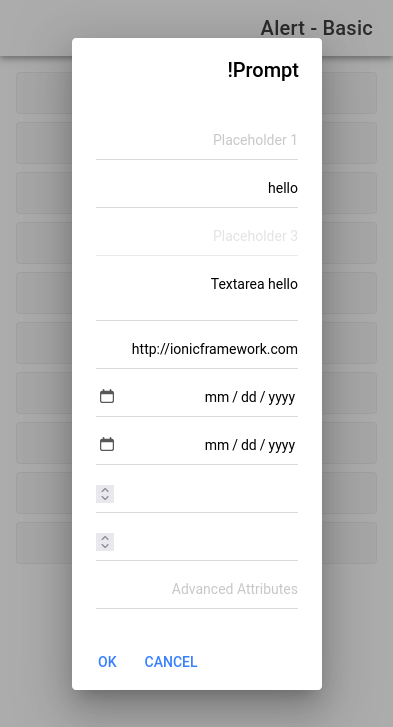 Alert - Basic
!Prompt
Placeholder 1
hello
Placeholder 3
Textarea hello
http://ionicframework.com
mm / dd / yyyy
mm / dd / yyyy
Advanced Attributes
OK CANCEL